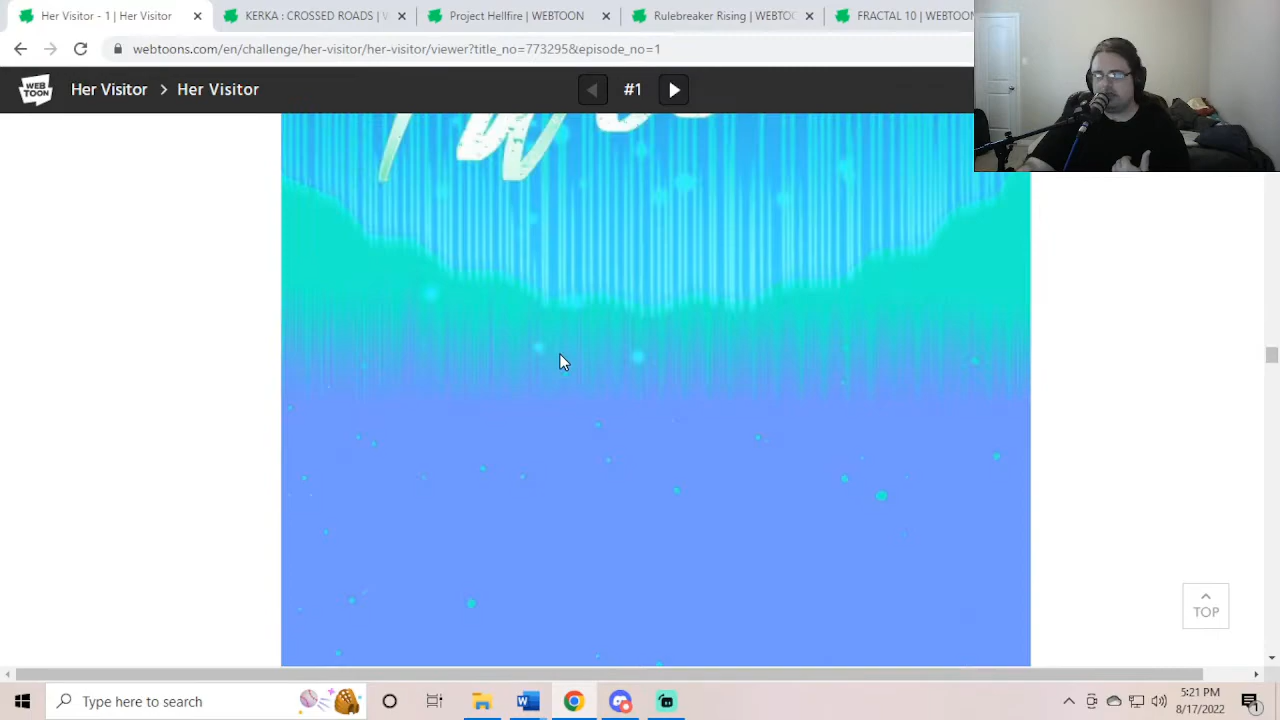 Her Visitor - 1 | Her Visitor
KERKA : CROSSED ROADS | W
Project Hellfire | WEBTOON
Rulebreaker Rising | WEBTOO
FRACTAL 10 | WEBTOON
webtoons.com/en/challenge/her-visitor/her-visitor/viewer?title_no=773295&episode_no=1
WEB
TOON
Her Visitor > Her Visitor
#1
TOP
Type here to search
5:21 PM
8/17/2022
1